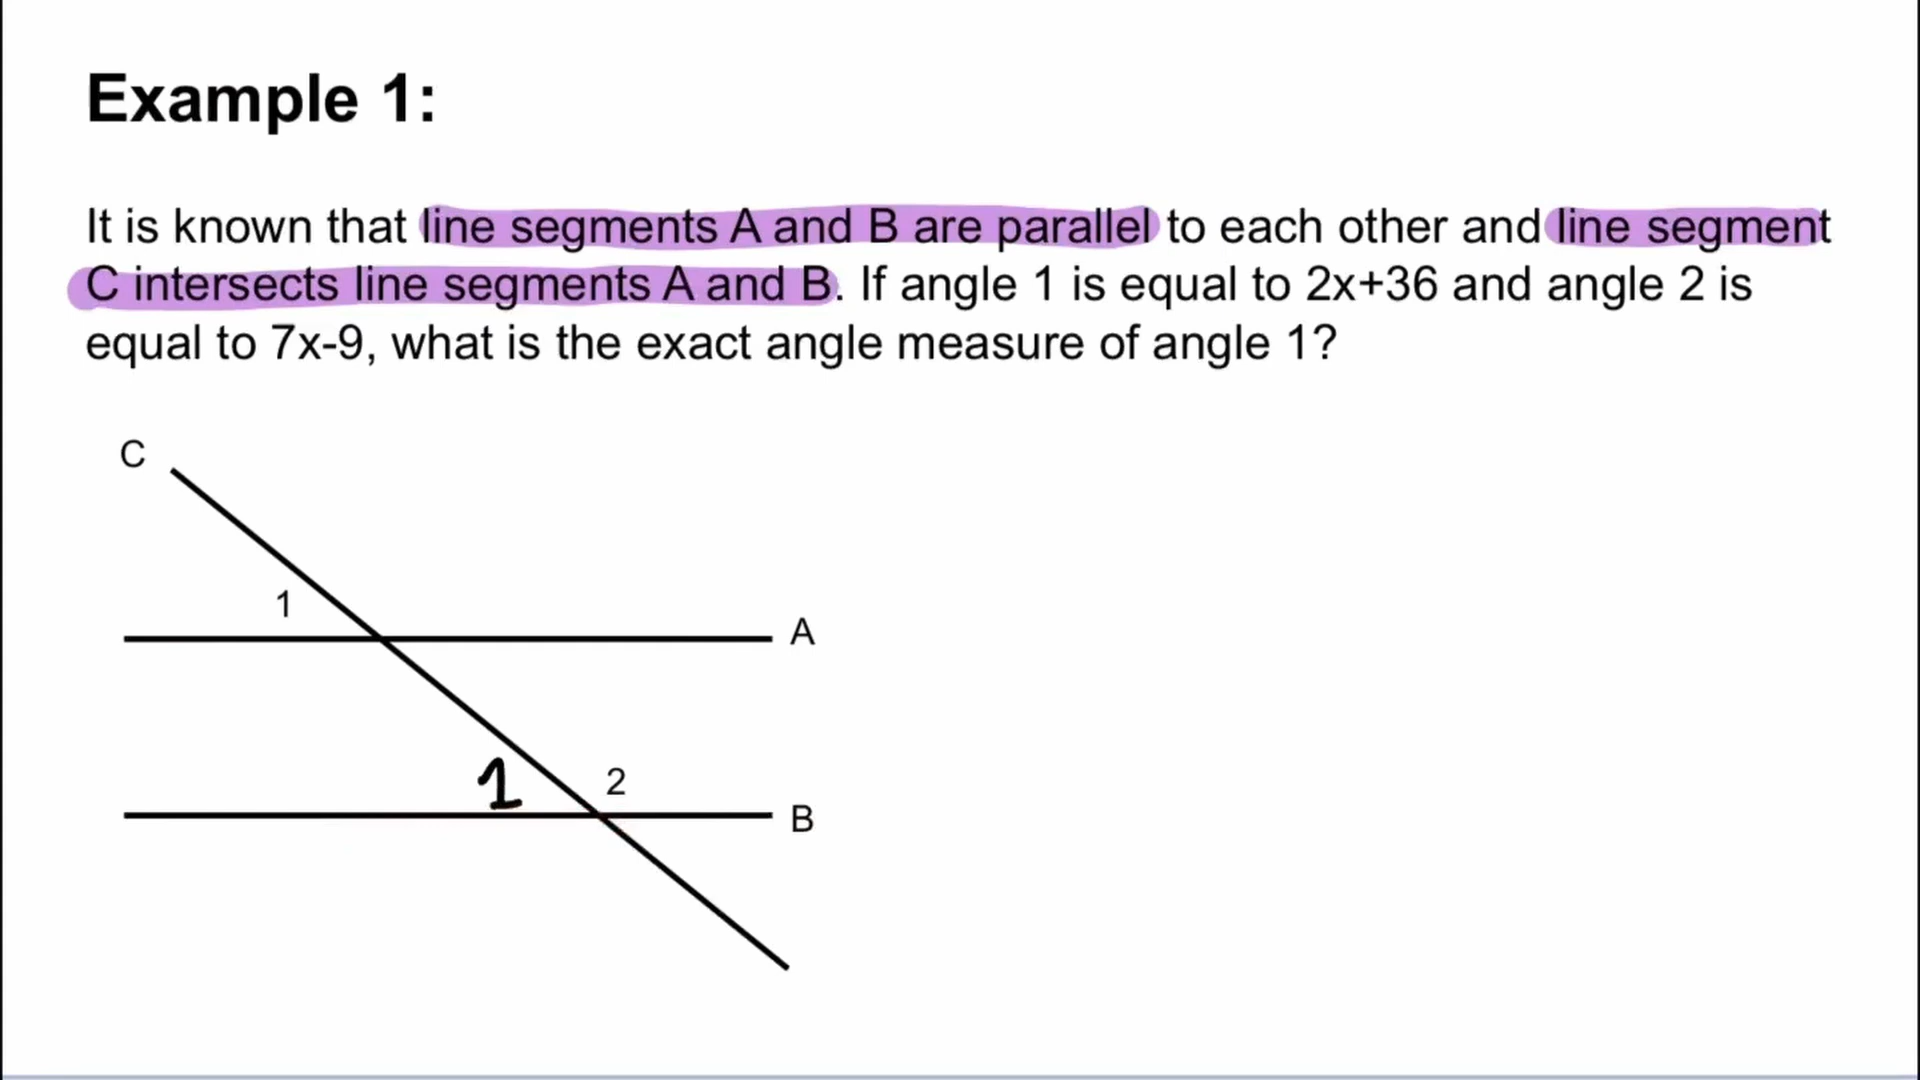 Example 1:
It is known that line segments A and B are parallel to each other and line segment
C intersects line segments A and B. If angle 1 is equal to 2x+36 and angle 2 is
equal to 7x-9, what is the exact angle measure of angle 1?
C
1
A
1
2
B